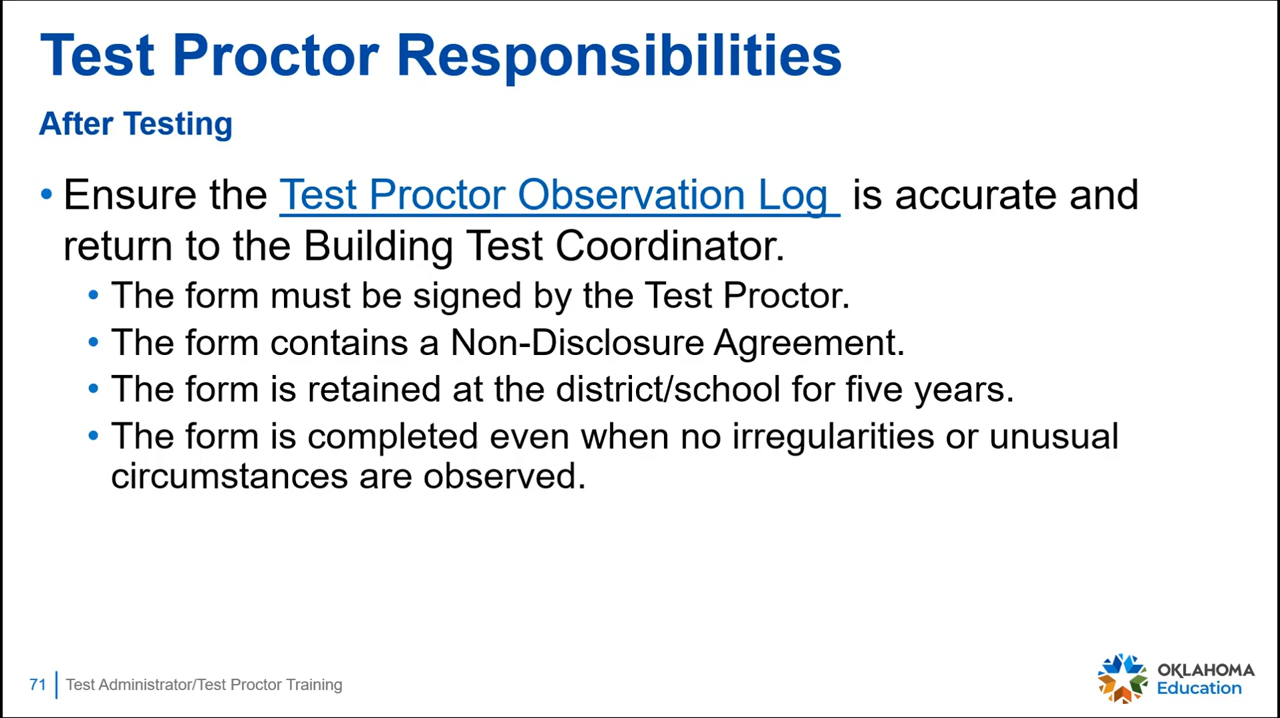 Test Proctor Responsibilities
After Testing
• Ensure the Test Proctor Observation Log is accurate and
return to the Building Test Coordinator.
• The form must be signed by the Test Proctor.
• The form contains a Non-Disclosure Agreement.
• The form is retained at the district/school for five years.
• The form is completed even when no irregularities or unusual
circumstances are observed.
71 Test Administrator/Test Proctor Training
OKLAHOMA
Education